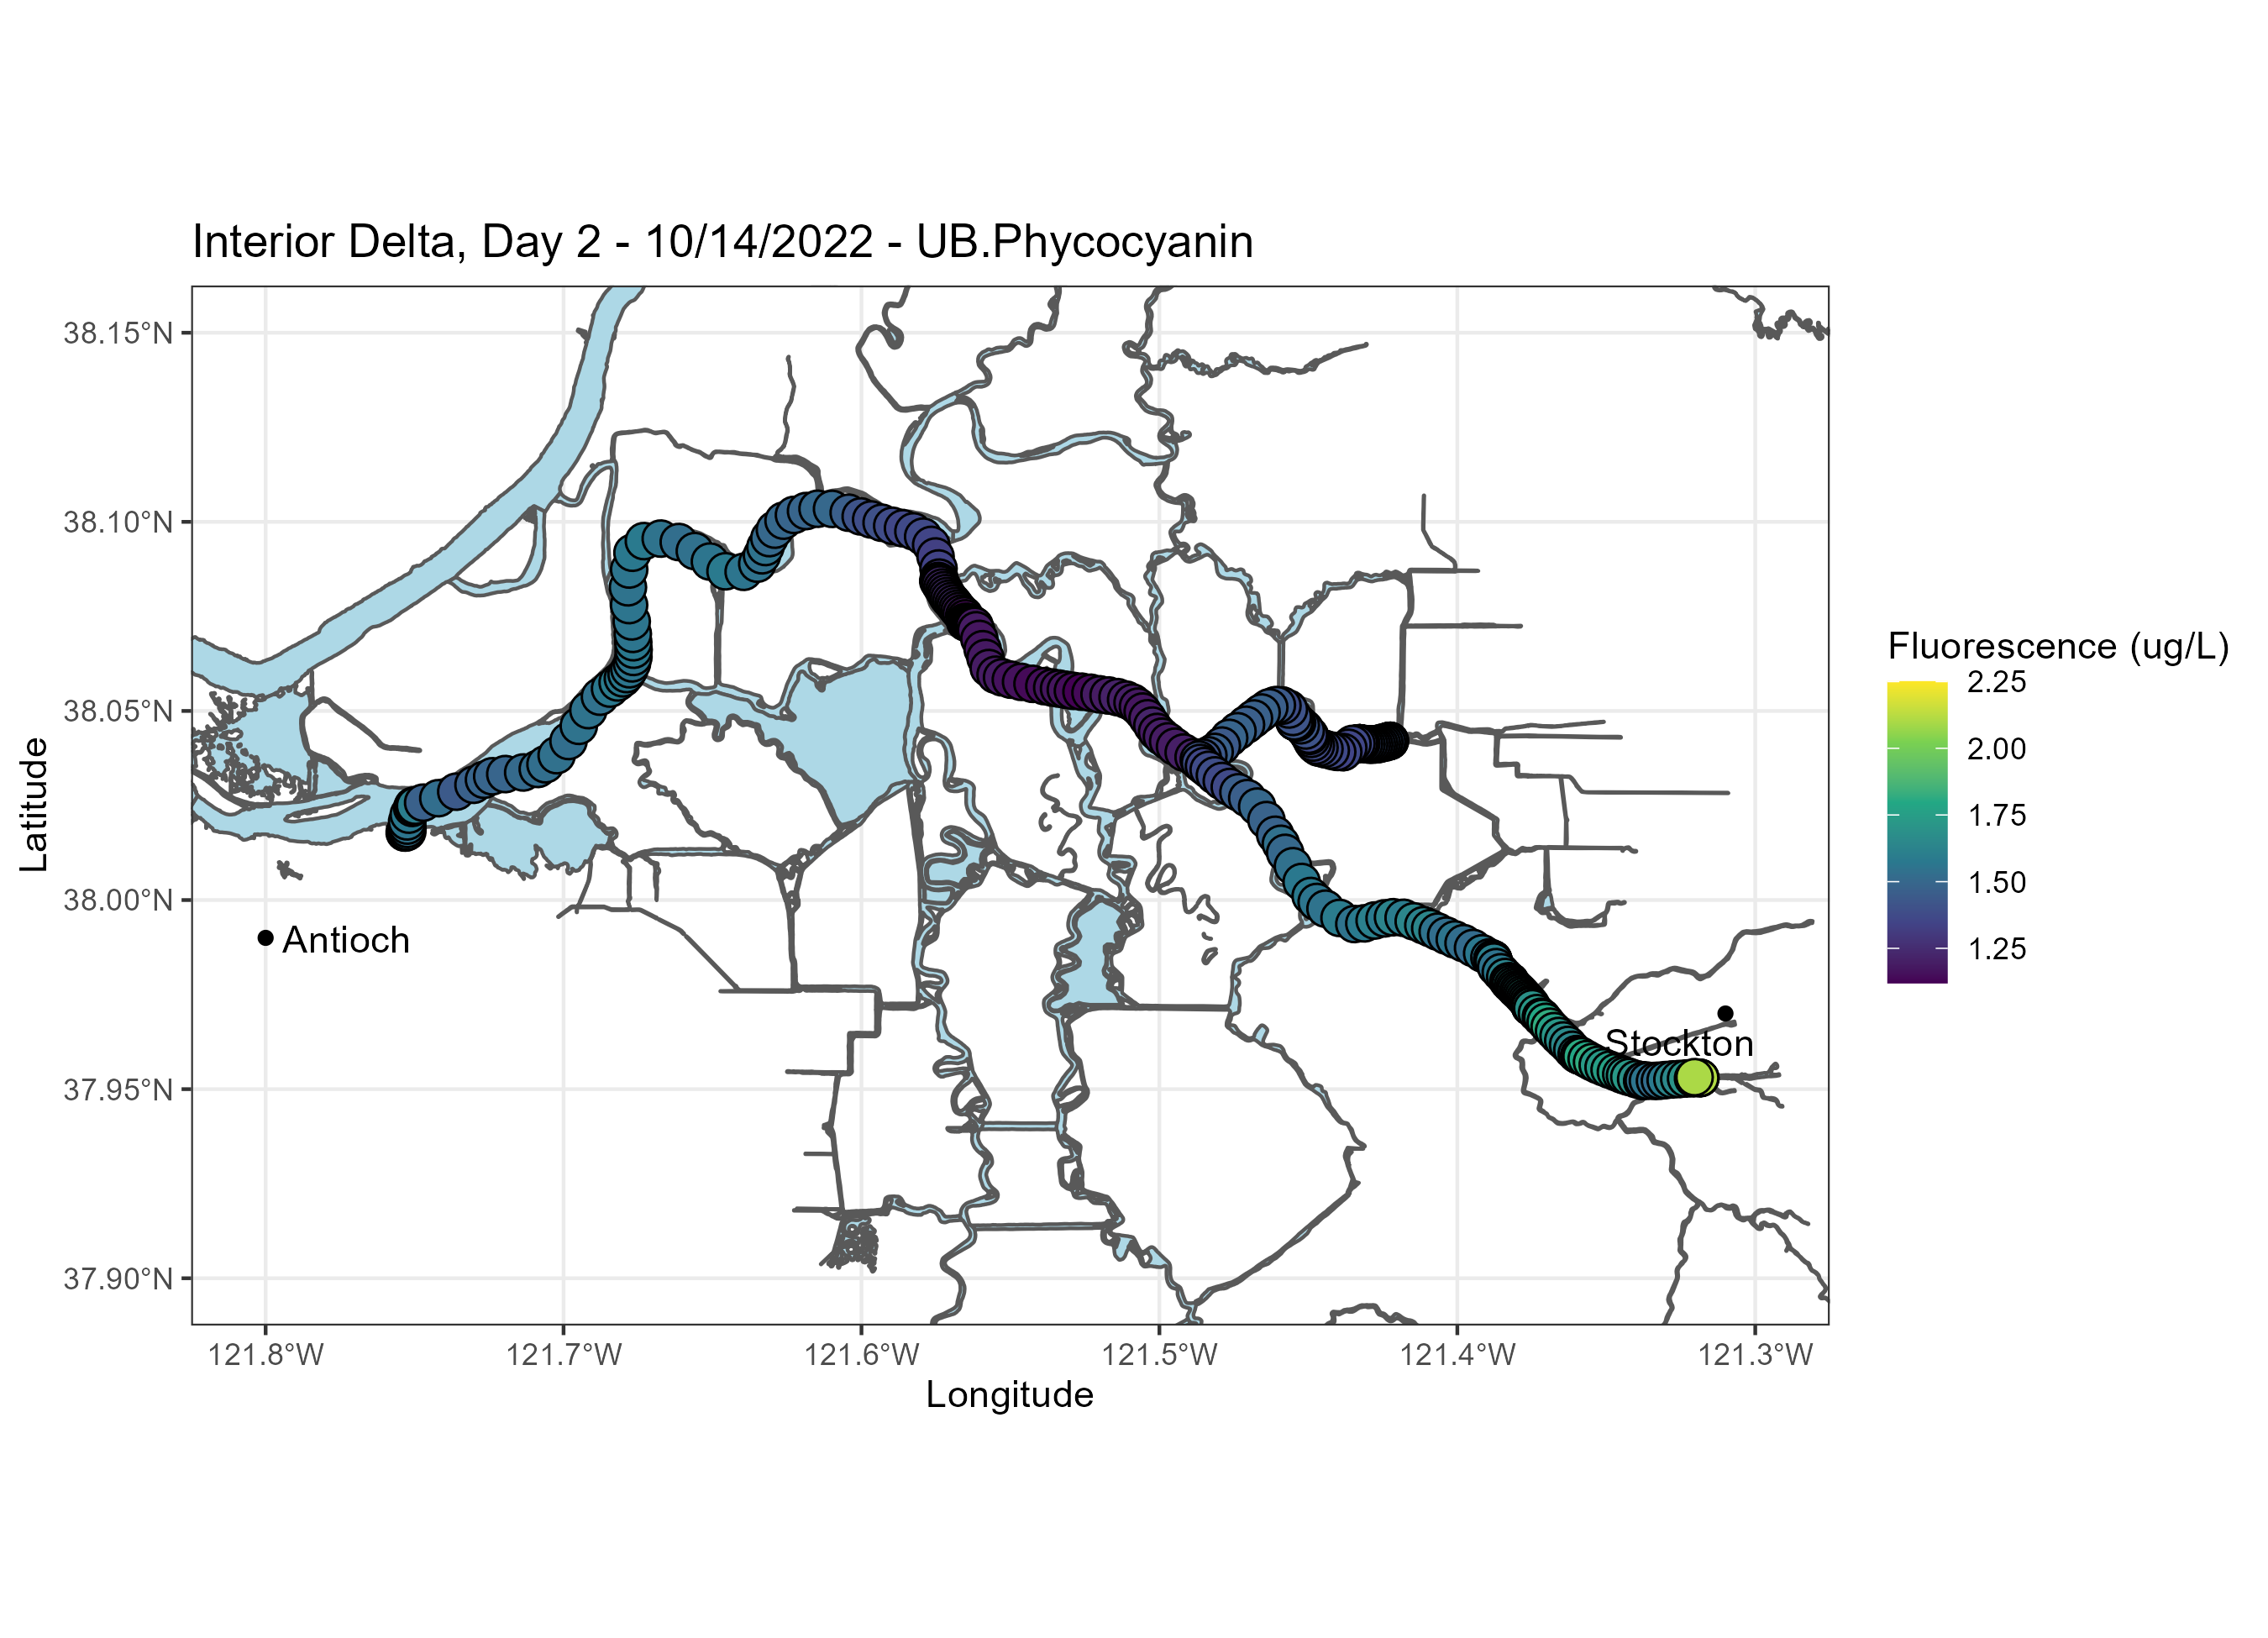 Interior Delta, Day 2 - 10/14/2022 - UB.Phycocyanin
38.15°N
38.10°N
38.05°N
38.00°N
37.95°N
37.90°N
Latitude
Antioch
Stockton
121.8°W
121.7°W
121.6°W
121.5°W
121.4°W
121.3°W
Longitude
Fluorescence (ug/L)
2.25
2.00
1.75
1.50
1.25